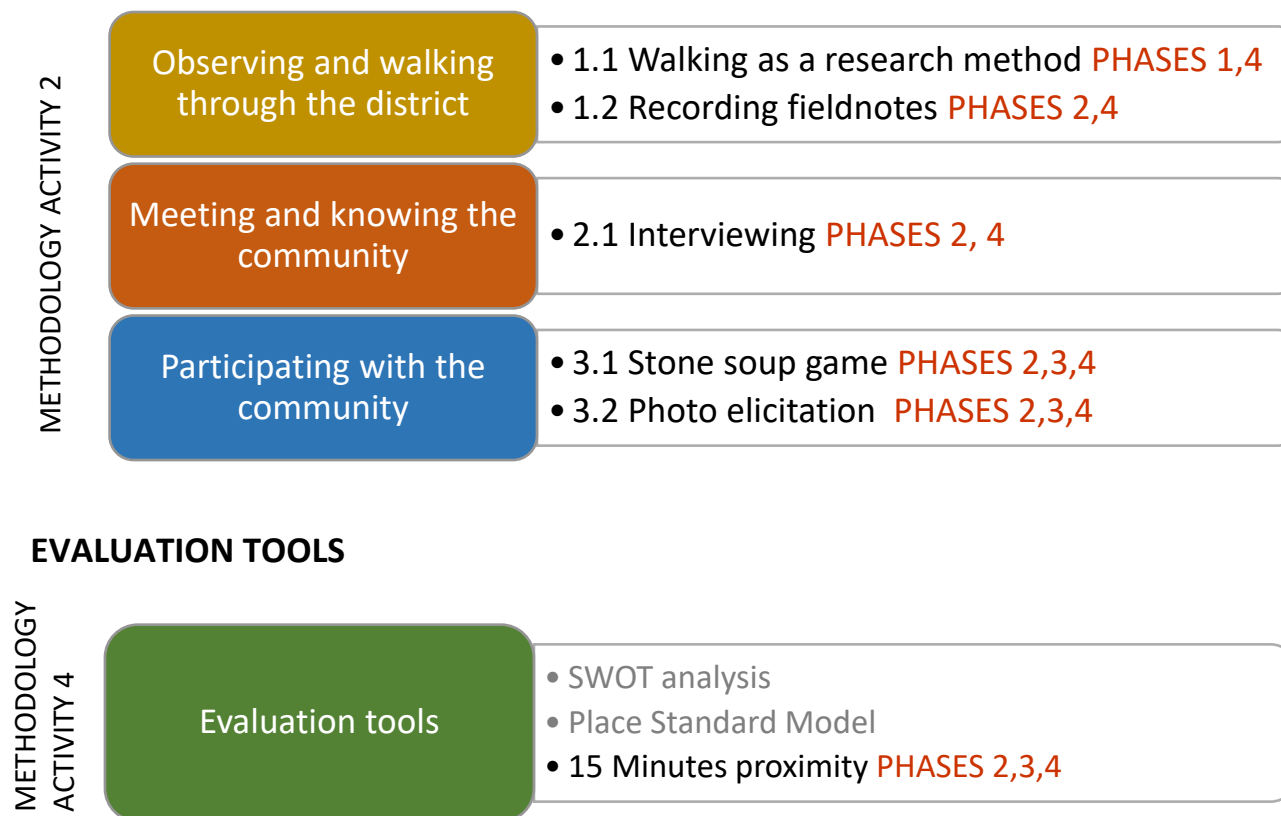 METHODOLOGY ACTIVITY 2
Observing and walking
through the district
• 1.1 Walking as a research method PHASES 1,4
• 1.2 Recording fieldnotes PHASES 2,4
Meeting and knowing the
community
• 2.1 Interviewing PHASES 2, 4
Participating with the
community
• 3.1 Stone soup game PHASES 2,3,4
• 3.2 Photo elicitation PHASES 2,3,4
EVALUATION TOOLS
METHODOLOGY
ACTIVITY 4
Evaluation tools
• SWOT analysis
• Place Standard Model
• 15 Minutes proximity PHASES 2,3,4